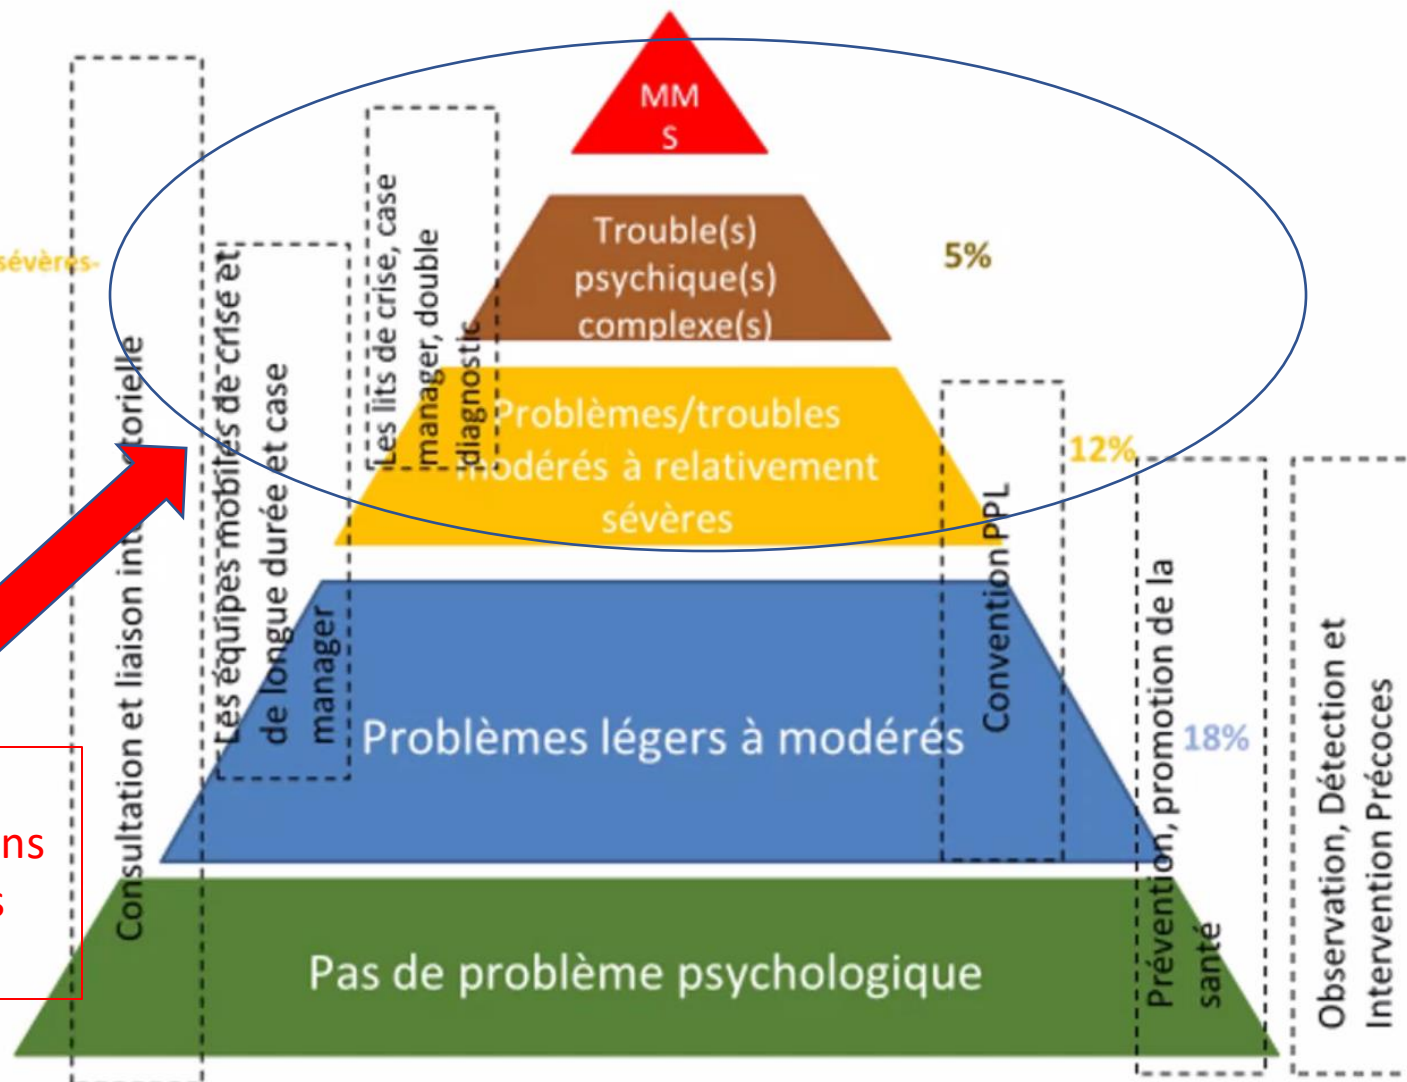 MM
S
Trouble(s)
psychique(s)
complexe(s)
5%
sévères-
Problèmes/troubles
modérés à relativement
sévères
12%
Problèmes légers à modérés
18%
Pas de problème psychologique
Consultation et liaison
torielle
Les équipes mobiles de crise et
de longue durée et case
manager
Les lits de crise, case
manager, double
diagnostic
Convention PPL
Prévention, promotion de la
santé
Observation, Détection et
Intervention Précoces
ns
s